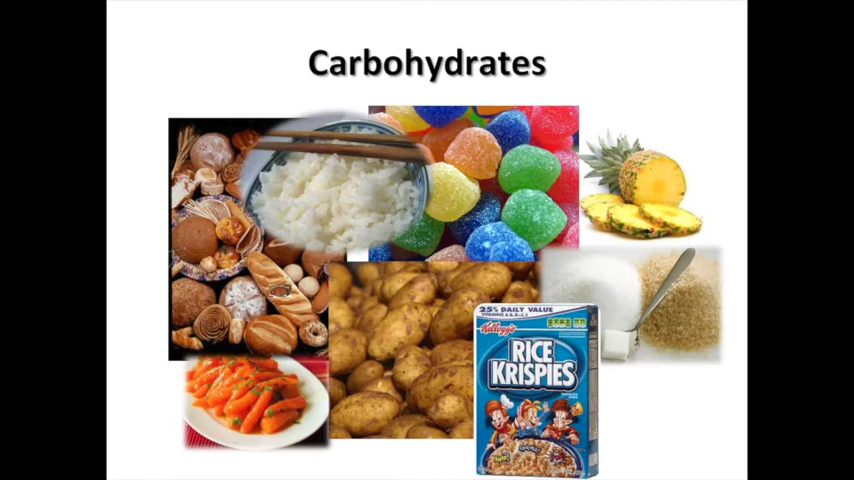 Carbohydrates
25% DAILY VALUE
Kellogg's
RICE
KRISPIES